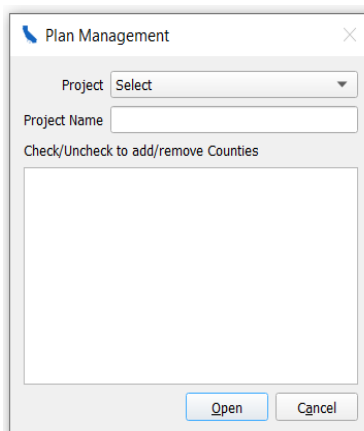 Plan Management
Project Select
Project Name
Check/Uncheck to add/remove Counties
Open Cancel